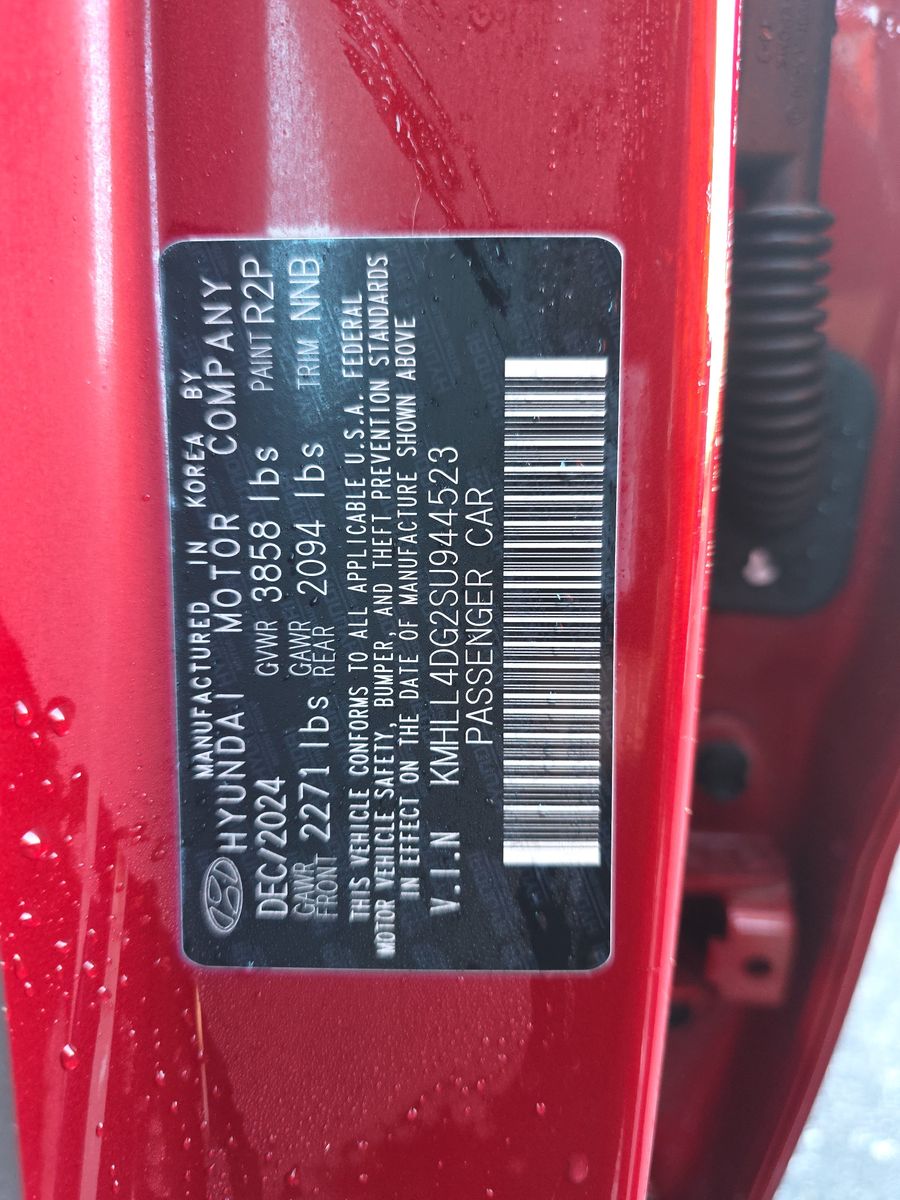 MANUFACTURED IN KOREA BY
HYUNDAI MOTOR COMPANY
DEC/2024 GVWR 3858 lbs PAINT R2P
GAWR FRONT 2271 lbs GAWR REAR 2094 lbs TRIM NNB
THIS VEHICLE CONFORMS TO ALL APPLICABLE U.S.A. FEDERAL
MOTOR VEHICLE SAFETY, BUMPER, AND THEFT PREVENTION STANDARDS
IN EFFECT ON THE DATE OF MANUFACTURE SHOWN ABOVE
V.I.N KMHLL4DG2SU944523
PASSENGER CAR